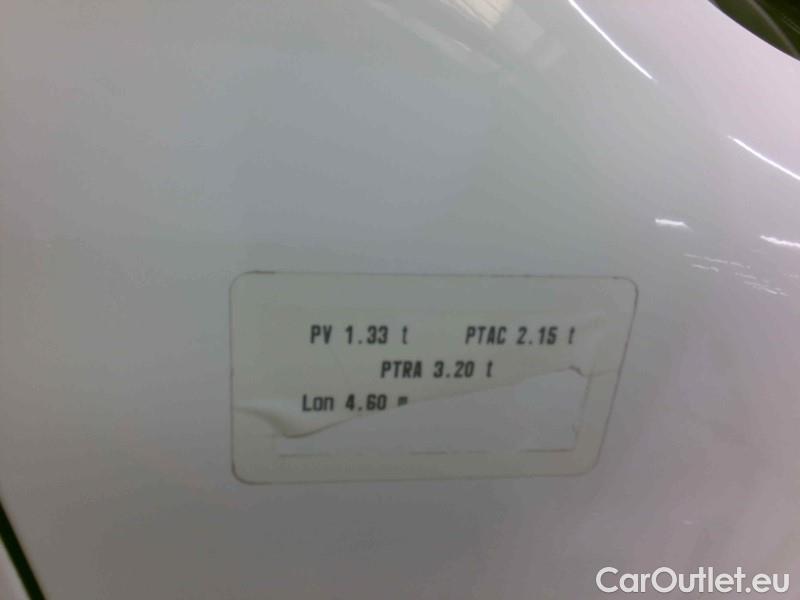 PV 1.33 t PTAC 2.15 t
PTRA 3.20 t
Lon 4.60 m
CarOutlet.eu